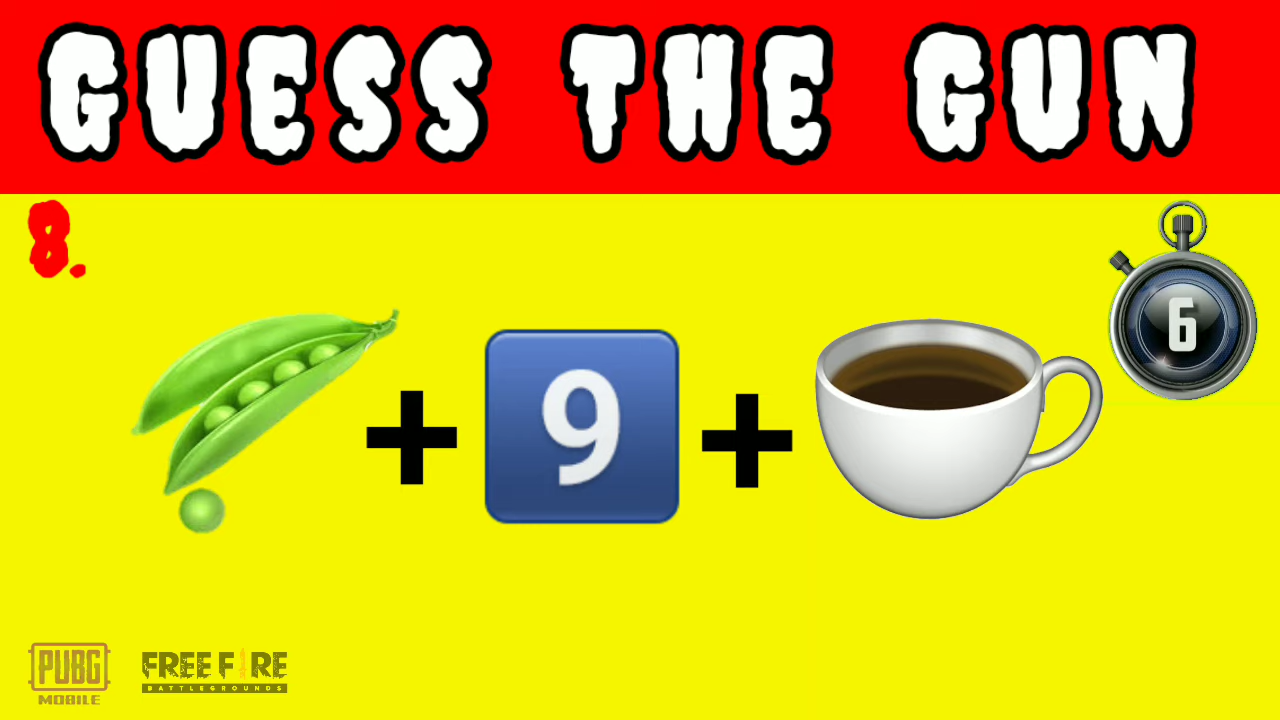 GUESS THE GUN
8.
6
+ 9 +
PUBG
MOBILE
FREE FIRE
BATTLEGROUNDS